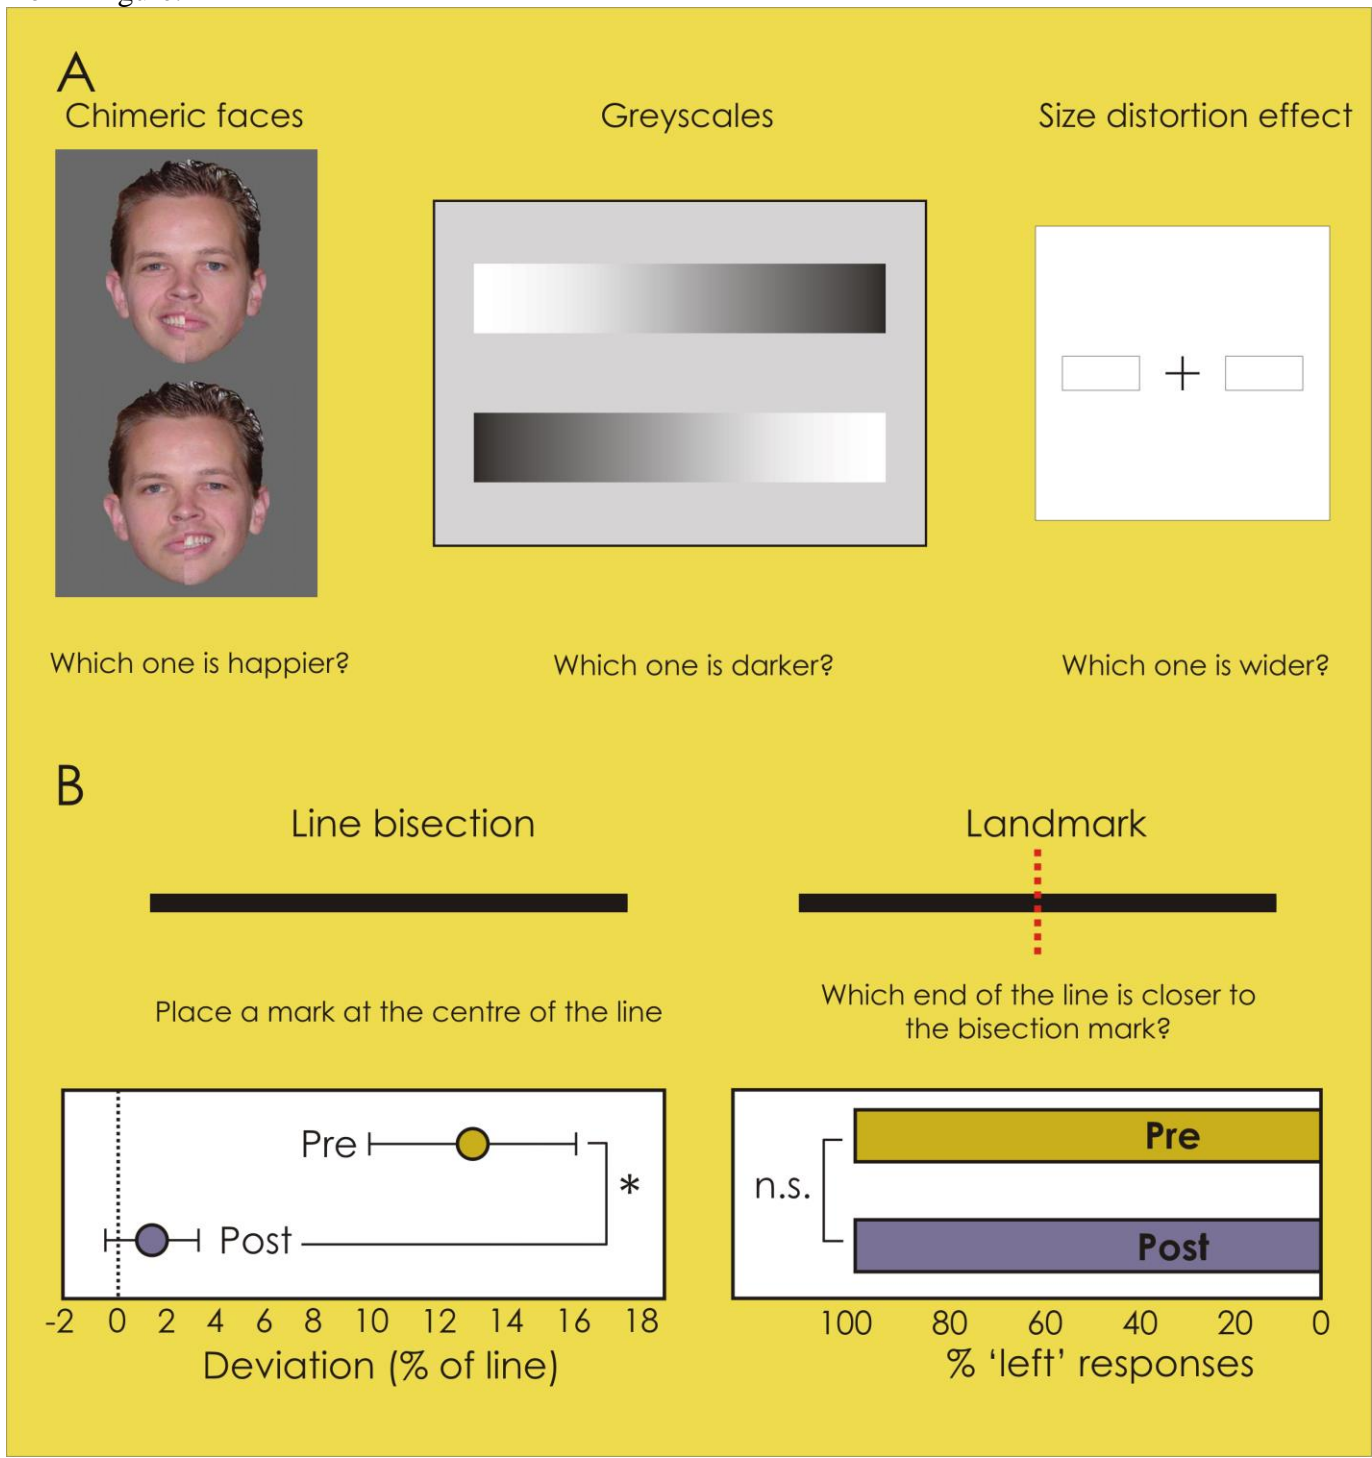 A
Chimeric faces
Greyscales
Size distortion effect
Which one is happier?
Which one is darker?
Which one is wider?
B
Line bisection
Landmark
Place a mark at the centre of the line
Which end of the line is closer to
the bisection mark?
Pre
*
Post
-2 0 2 4 6 8 10 12 14 16 18
Deviation (% of line)
Pre
n.s.
Post
100 80 60 40 20 0
% 'left' responses